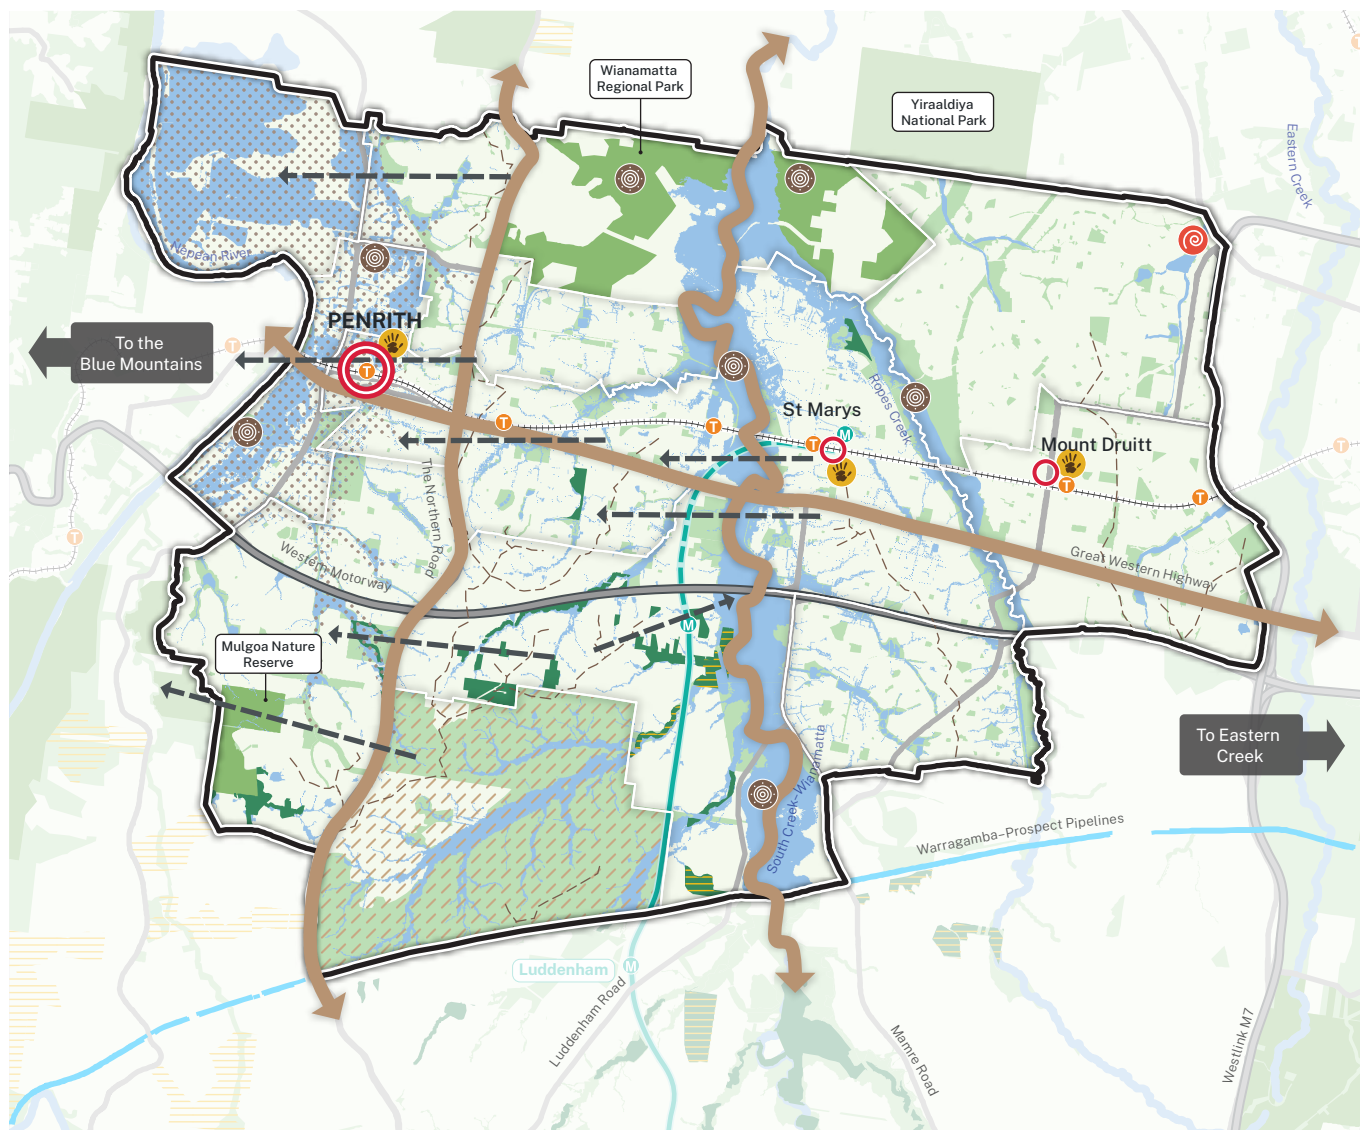 Wianamatta
Regional Park
Yiraaldiya
National Park
Eastern Creek
Nepean River
PENRITH
To the
Blue Mountains
T
T
T
T
T
T
T
T
T
M
St Marys
Ropes Creek
Mount Druitt
The Northern Road
Western Motorway
Great Western Highway
M
Mulgoa Nature
Reserve
To Eastern
Creek
South Creek-Wianamatta
Warragamba-Prospect Pipelines
Luddenham
M
Luddenham Road
Mamre Road
Westlink M7